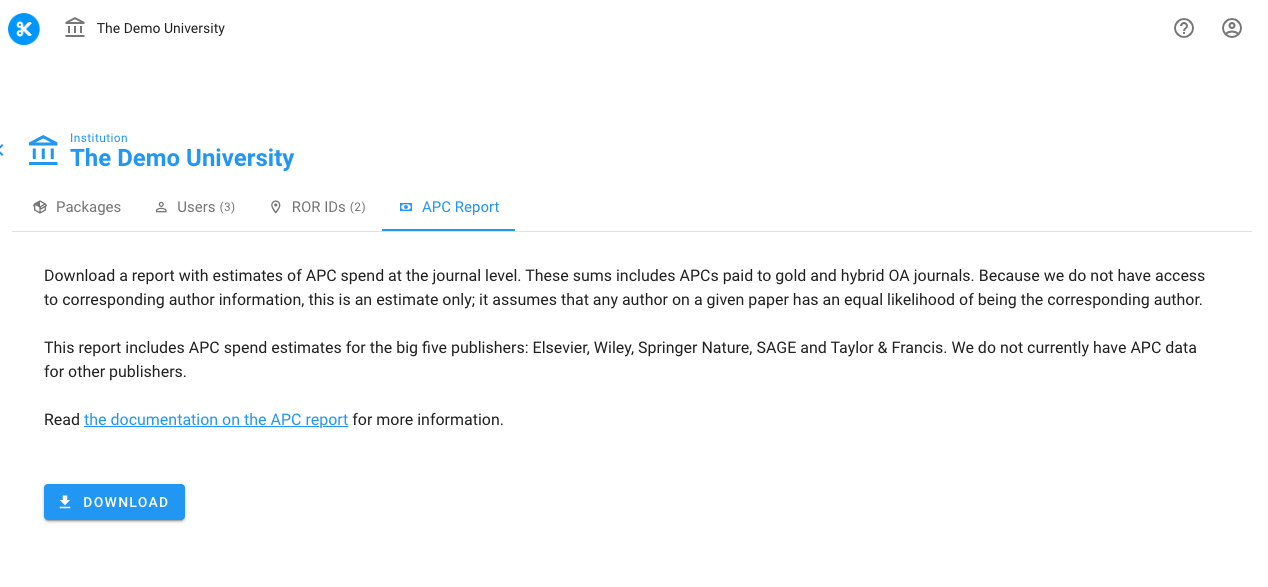 The Demo University
Institution
The Demo University
Packages Users (3) ROR IDs (2) APC Report
Download a report with estimates of APC spend at the journal level. These sums includes APCs paid to gold and hybrid OA journals. Because we do not have access
to corresponding author information, this is an estimate only; it assumes that any author on a given paper has an equal likelihood of being the corresponding author.
This report includes APC spend estimates for the big five publishers: Elsevier, Wiley, Springer Nature, SAGE and Taylor & Francis. We do not currently have APC data
for other publishers.
Read the documentation on the APC report for more information.
DOWNLOAD